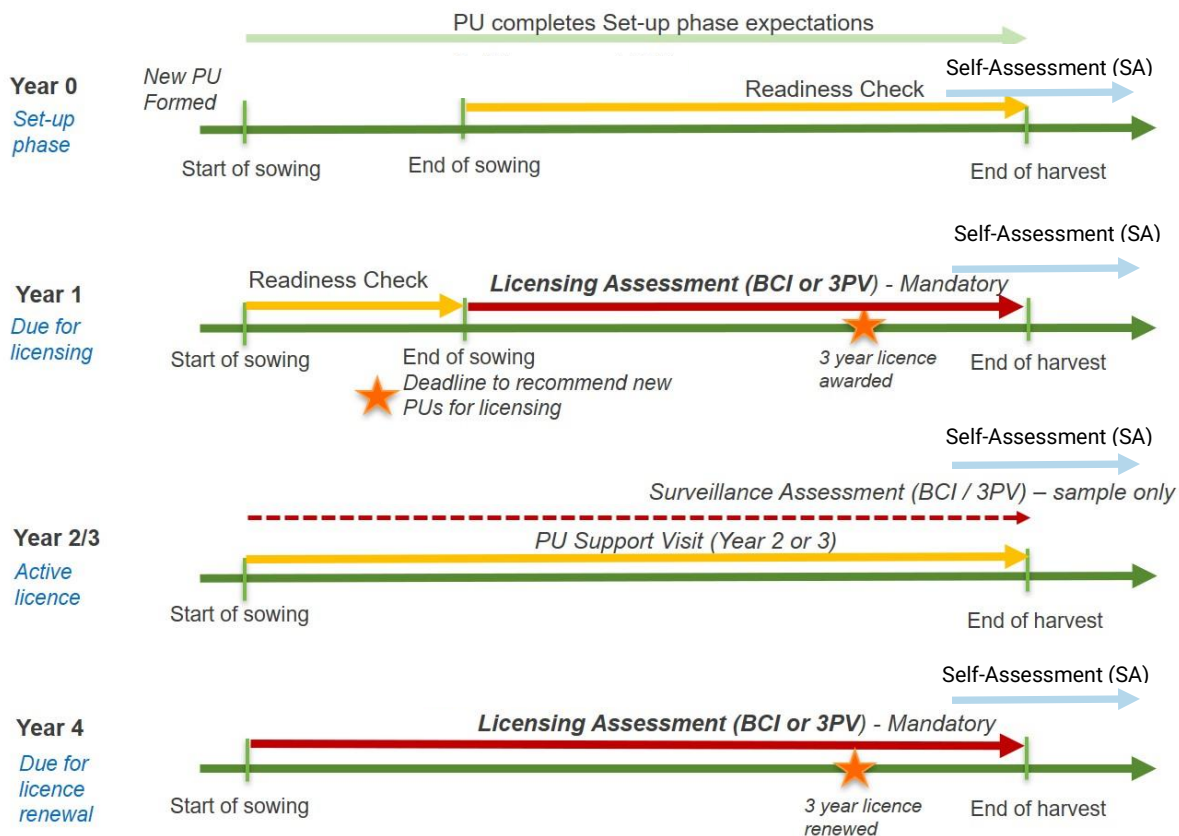 PU completes Set-up phase expectations
Year 0
Set-up
phase
New PU
Formed
Readiness Check
Self-Assessment (SA)
Start of sowing
End of sowing
End of harvest
Self-Assessment (SA)
Year 1
Due for
licensing
Readiness Check
Licensing Assessment (BCI or 3PV) - Mandatory
Start of sowing
End of sowing
Deadline to recommend new
PUs for licensing
3 year licence
awarded
End of harvest
Self-Assessment (SA)
Surveillance Assessment (BCI / 3PV) – sample only
Year 2/3
Active
licence
PU Support Visit (Year 2 or 3)
Start of sowing
End of harvest
Self-Assessment (SA)
Year 4
Due for
licence
renewal
Licensing Assessment (BCI or 3PV) - Mandatory
Start of sowing
3 year licence
renewed
End of harvest